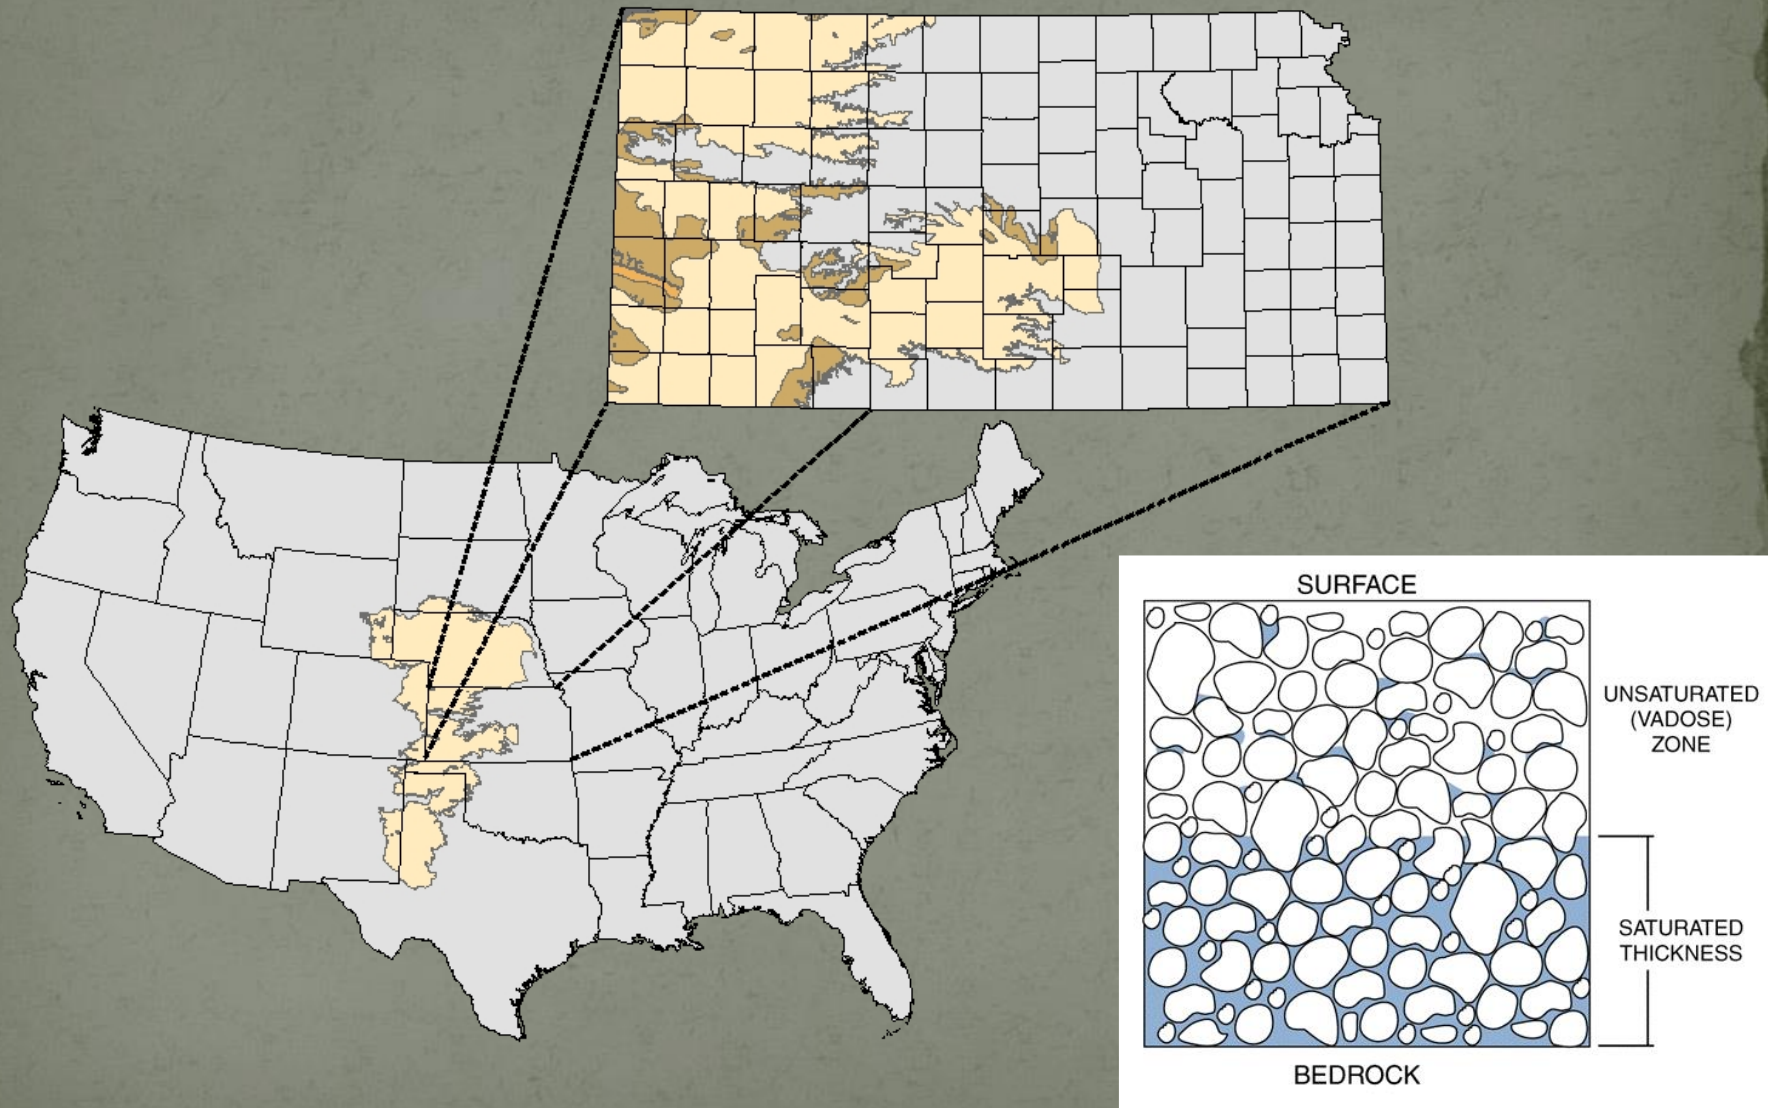 SURFACE
UNSATURATED
(VADOSE)
ZONE
SATURATED
THICKNESS
BEDROCK